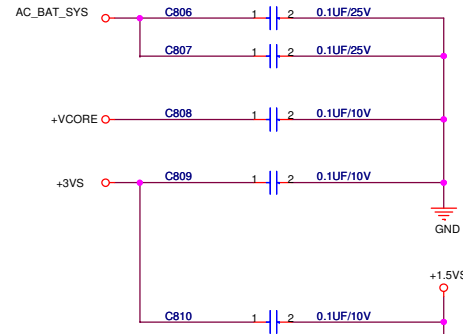 AC_BAT_SYS C806 1 2 0.1UF/25V
C807 1 2 0.1UF/25V
+VCORE C808 1 2 0.1UF/10V
+3VS C809 1 2 0.1UF/10V
GND
+1.5VS
C810 1 2 0.1UF/10V